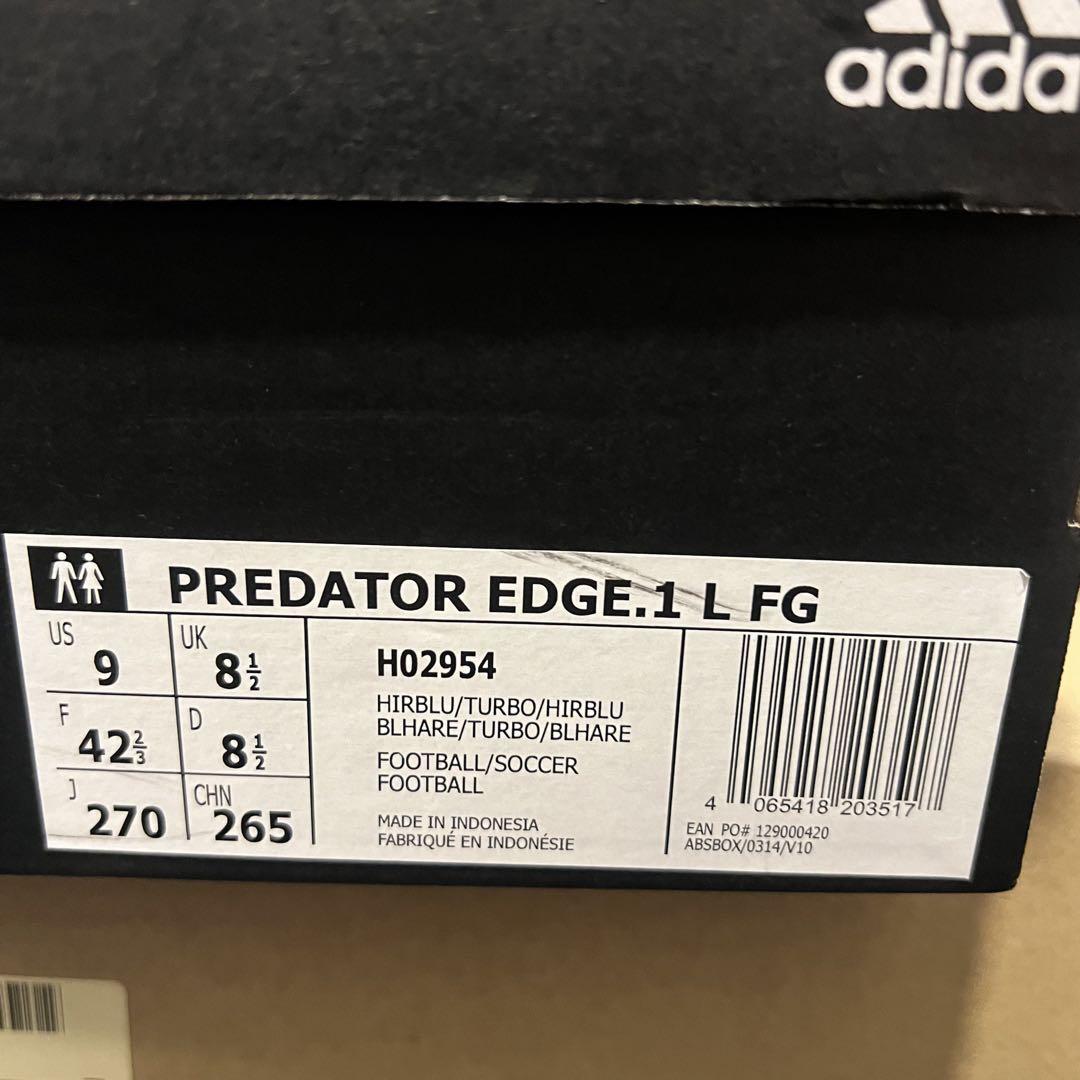 adida
PREDATOR EDGE.1 L FG
US 9 UK 8½
F 42⅔ D 8½
J 270 CHN 265
H02954
HIRBLU/TURBO/HIRBLU
BLHARE/TURBO/BLHARE
FOOTBALL/SOCCER
FOOTBALL
MADE IN INDONESIA
FABRIQUÉ EN INDONÉSIE
4 065418 203517
EAN PO# 129000420
ABSBOX/0314/V10